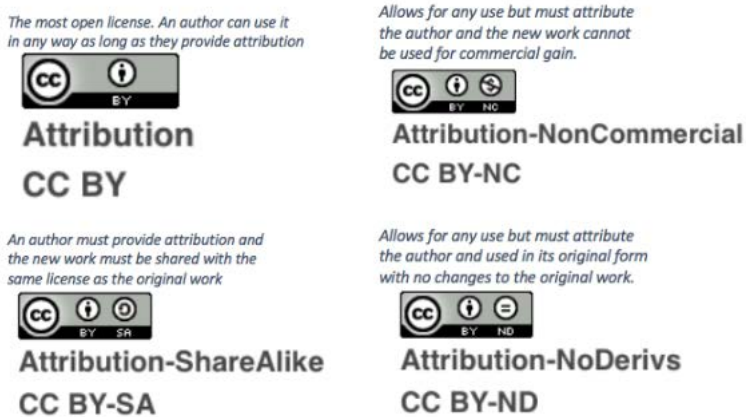 The most open license. An author can use it
in any way as long as they provide attribution
cc
BY
Attribution
CC BY
Allows for any use but must attribute
the author and the new work cannot
be used for commercial gain.
cc
BY NC
Attribution-NonCommercial
CC BY-NC
An author must provide attribution and
the new work must be shared with the
same license as the original work
cc
BY SA
Attribution-ShareAlike
CC BY-SA
Allows for any use but must attribute
the author and used in its original form
with no changes to the original work.
cc
BY ND
Attribution-NoDerivs
CC BY-ND